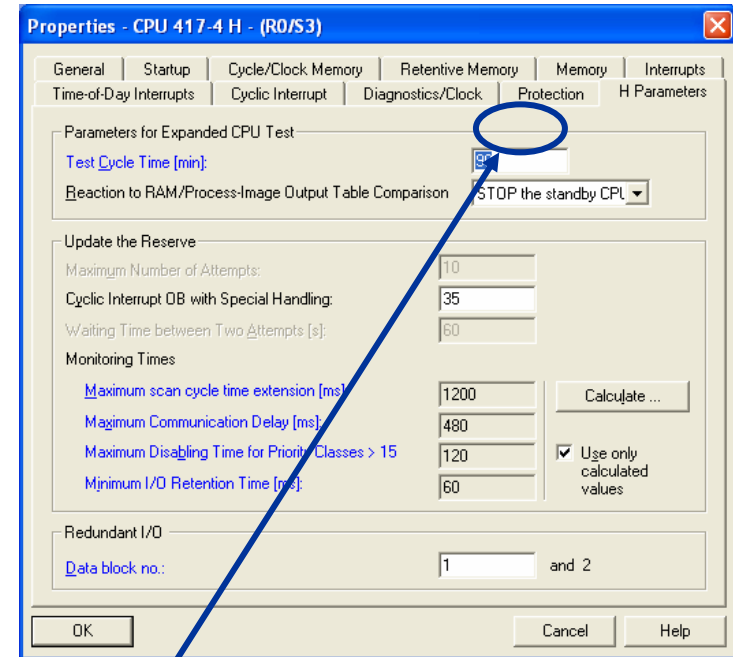 Properties - CPU 417-4 H - (R0/S3)
General Startup Cycle/Clock Memory Retentive Memory Memory Interrupts
Time-of-Day Interrupts Cyclic Interrupt Diagnostics/Clock Protection H Parameters
Parameters for Expanded CPU Test
Test Cycle Time [min]:
Reaction to RAM/Process-Image Output Table Comparison STOP the standby CPU
Update the Reserve
Maximum Number of Attempts: 10
Cyclic Interrupt OB with Special Handling: 35
Waiting Time between Two Attempts [s]: 60
Monitoring Times
Maximum scan cycle time extension [ms]: 1200 Calculate ...
Maximum Communication Delay [ms]: 480
Maximum Disabling Time for Priority Classes > 15 120 Use only
calculated
Minimum I/O Retention Time [ms]: 60 values
Redundant I/O
Data block no.: 1 and 2
OK Cancel Help